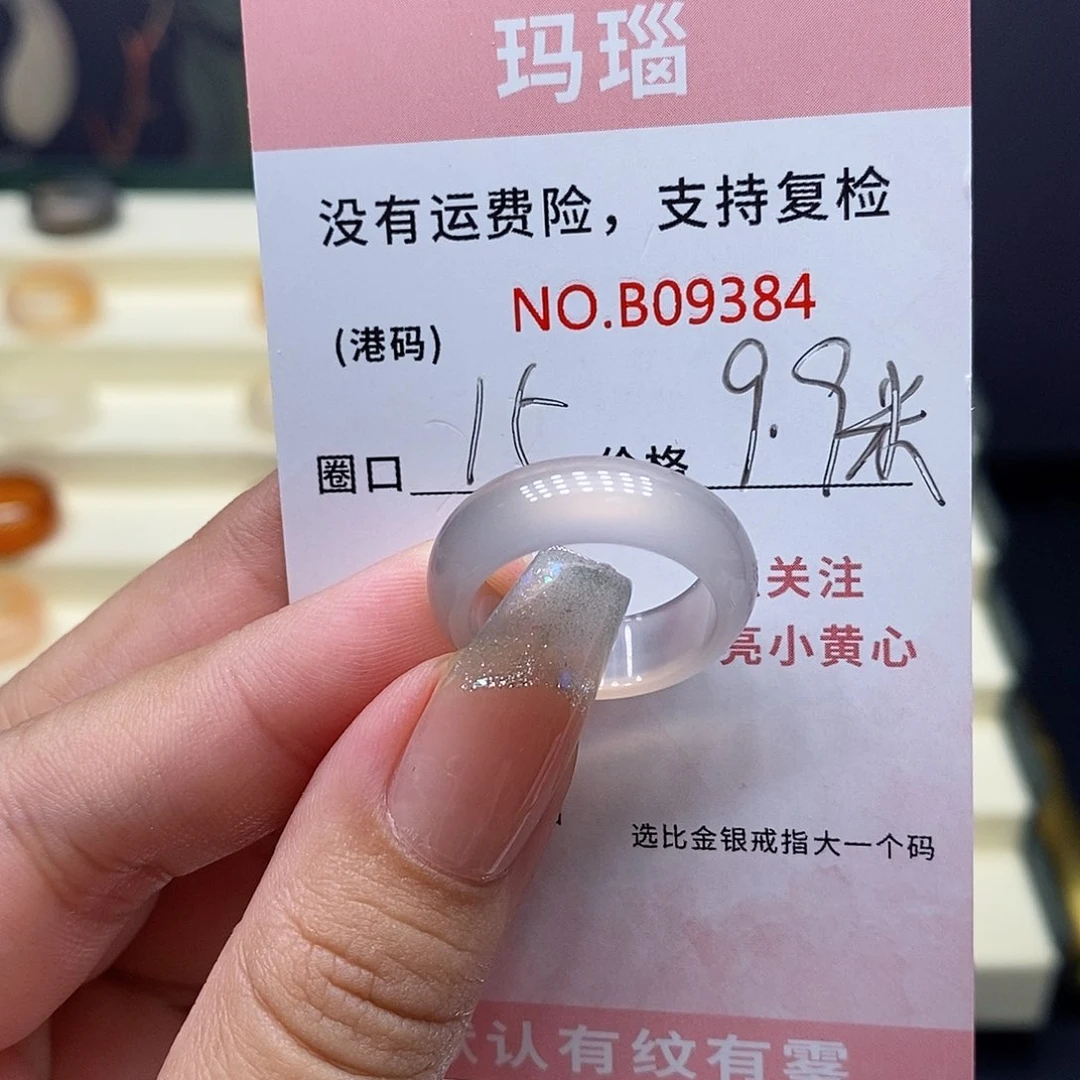 玛瑙
没有运费险，支持复检
NO.B09384
(港码)
圈口 15 价格 9.9米
关注
亮小黄心
选比金银戒指大一个码
默认有纹有雾